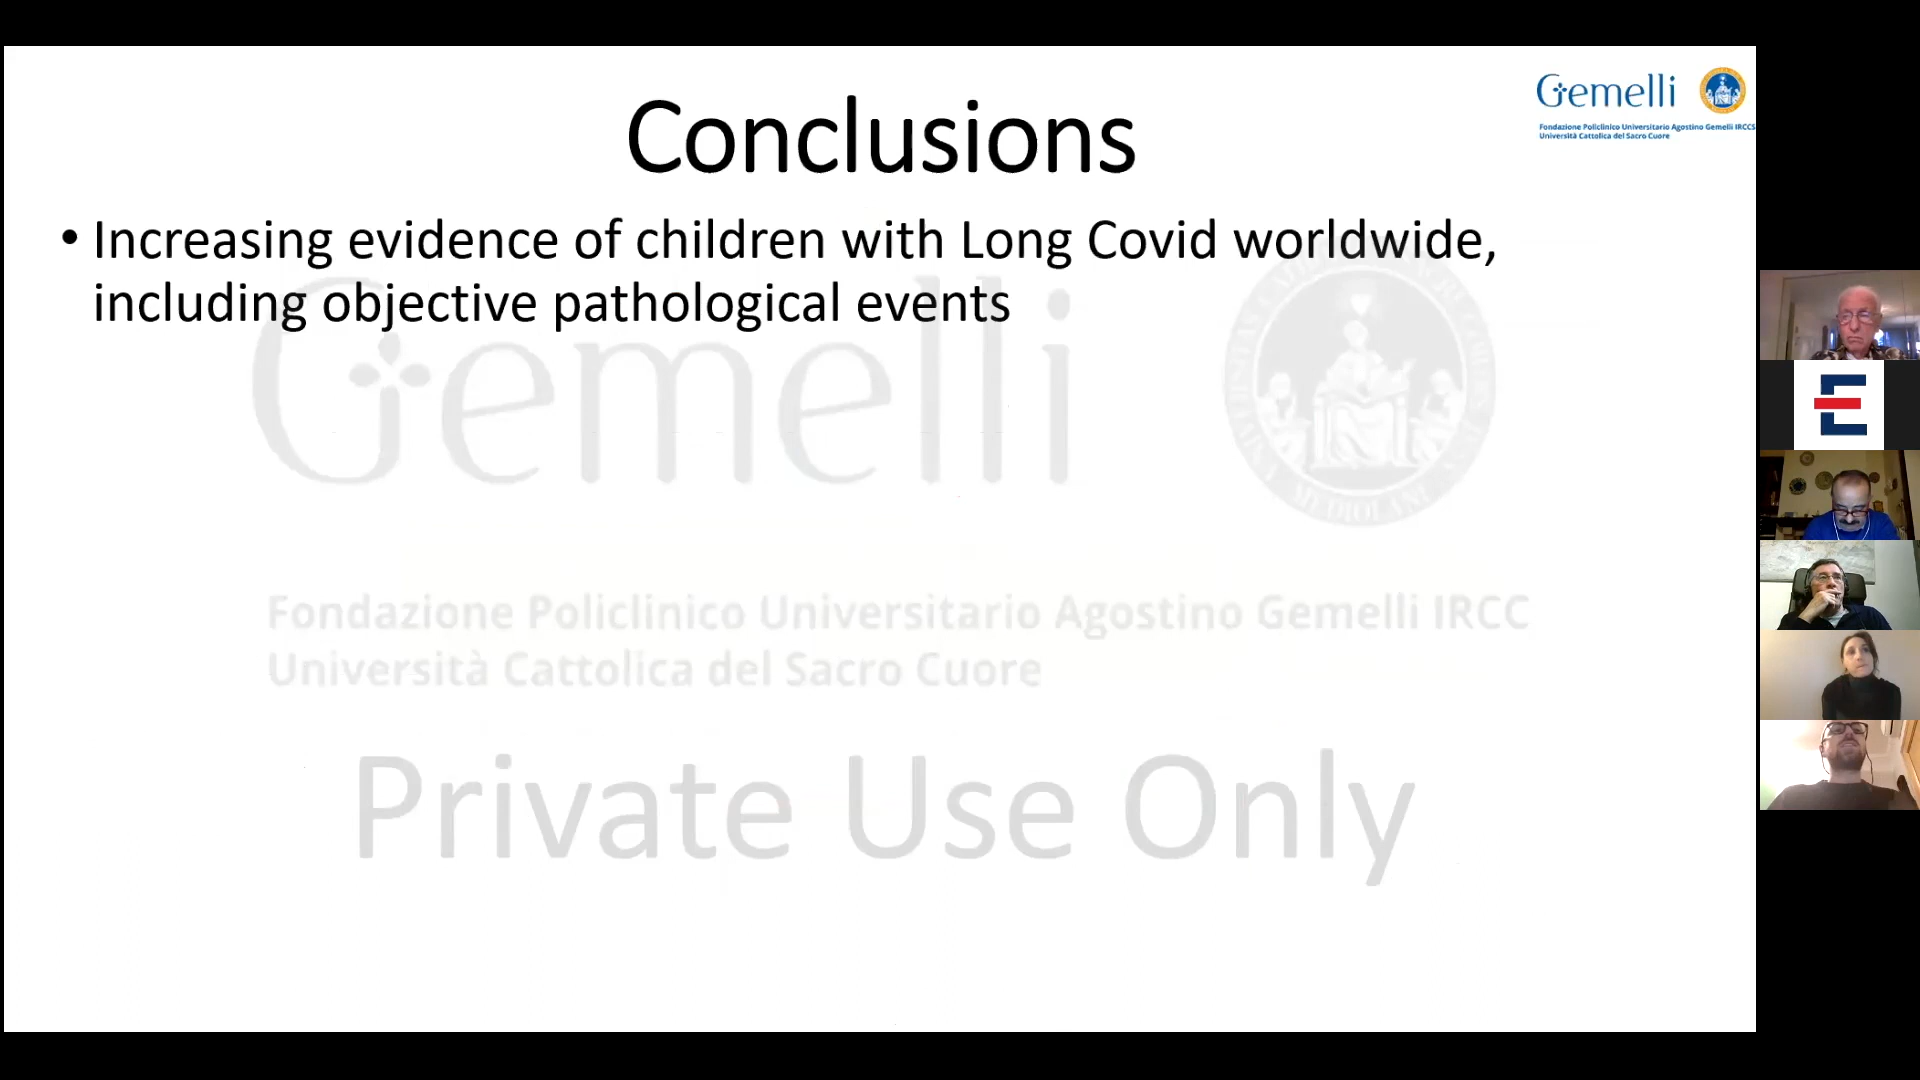 Conclusions
Gemelli
Fondazione Policlinico Universitario Agostino Gemelli IRCCS
Università Cattolica del Sacro Cuore
• Increasing evidence of children with Long Covid worldwide,
including objective pathological events
Gemelli
Fondazione Policlinico Universitario Agostino Gemelli IRCC
Università Cattolica del Sacro Cuore
Private Use Only